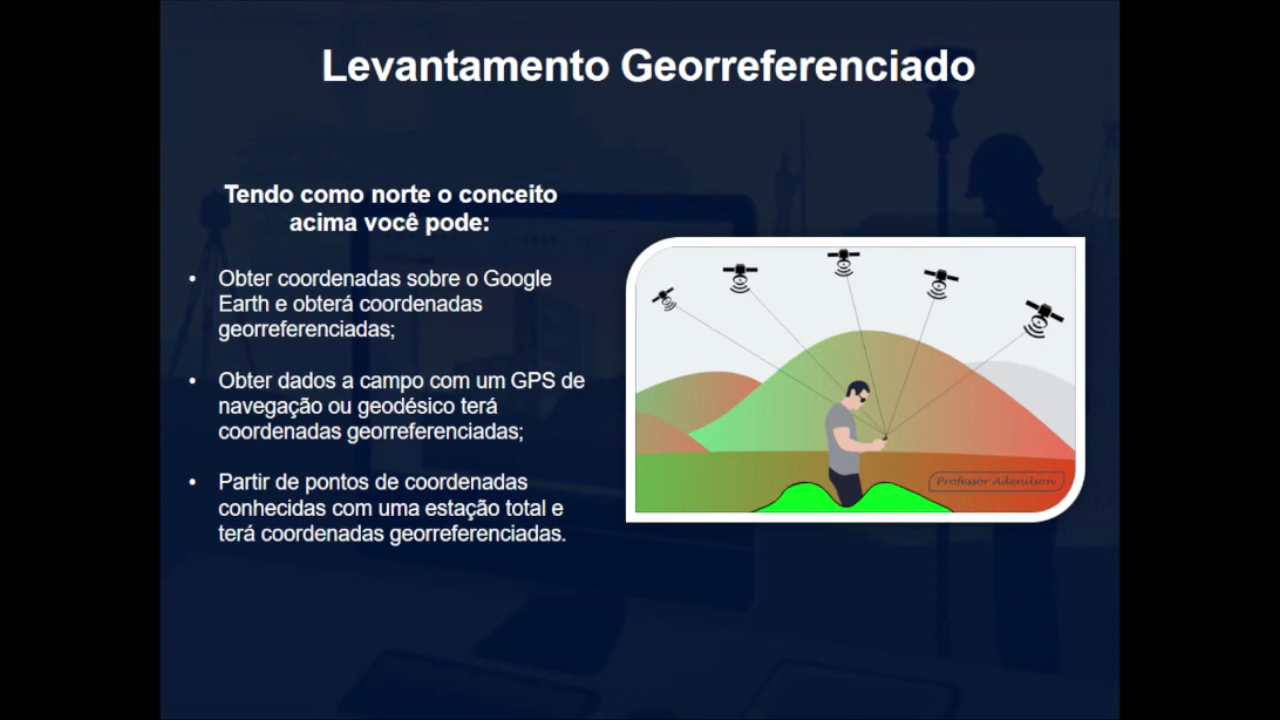 Levantamento Georreferenciado
Tendo como norte o conceito
acima você pode:
• Obter coordenadas sobre o Google
Earth e obterá coordenadas
georreferenciadas;
• Obter dados a campo com um GPS de
navegação ou geodésico terá
coordenadas georreferenciadas;
• Partir de pontos de coordenadas
conhecidas com uma estação total e
terá coordenadas georreferenciadas.
Professor Adenilson